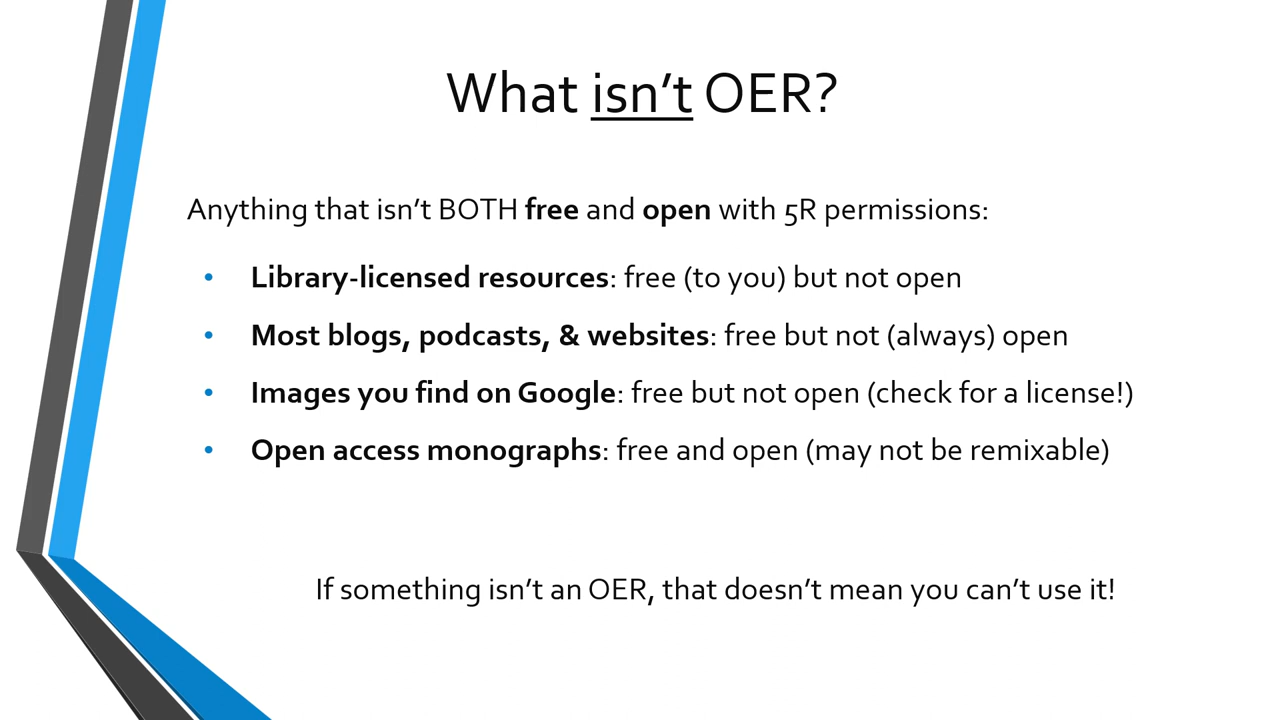 What isn’t OER?
Anything that isn’t BOTH free and open with 5R permissions:
• Library-licensed resources: free (to you) but not open
• Most blogs, podcasts, & websites: free but not (always) open
• Images you find on Google: free but not open (check for a license!)
• Open access monographs: free and open (may not be remixable)
If something isn’t an OER, that doesn’t mean you can’t use it!